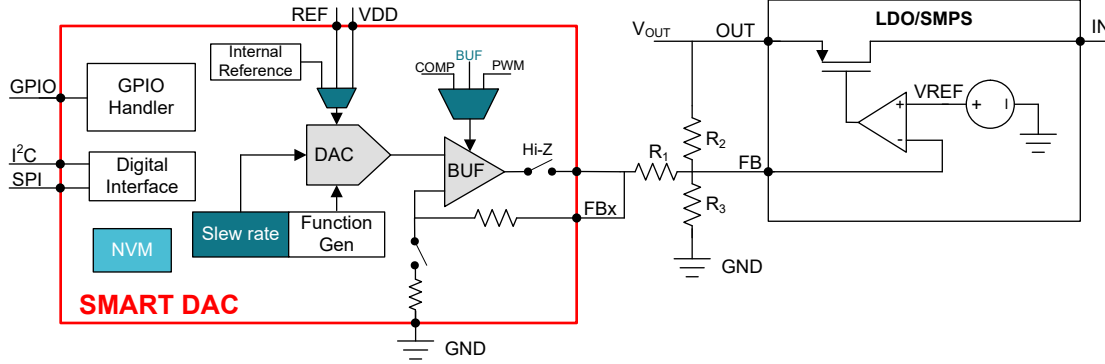 REF
VDD
LDO/SMPS
Internal
Reference
COMP
BUF
PWM
V_OUT
OUT
IN
GPIO
GPIO
Handler
VREF
+
I
+
-
DAC
BUF
Hi-Z
R₁
R₂
FB
I²C
SPI
Digital
Interface
FBx
R₃
Slew rate
Function
Gen
NVM
GND
SMART DAC
GND